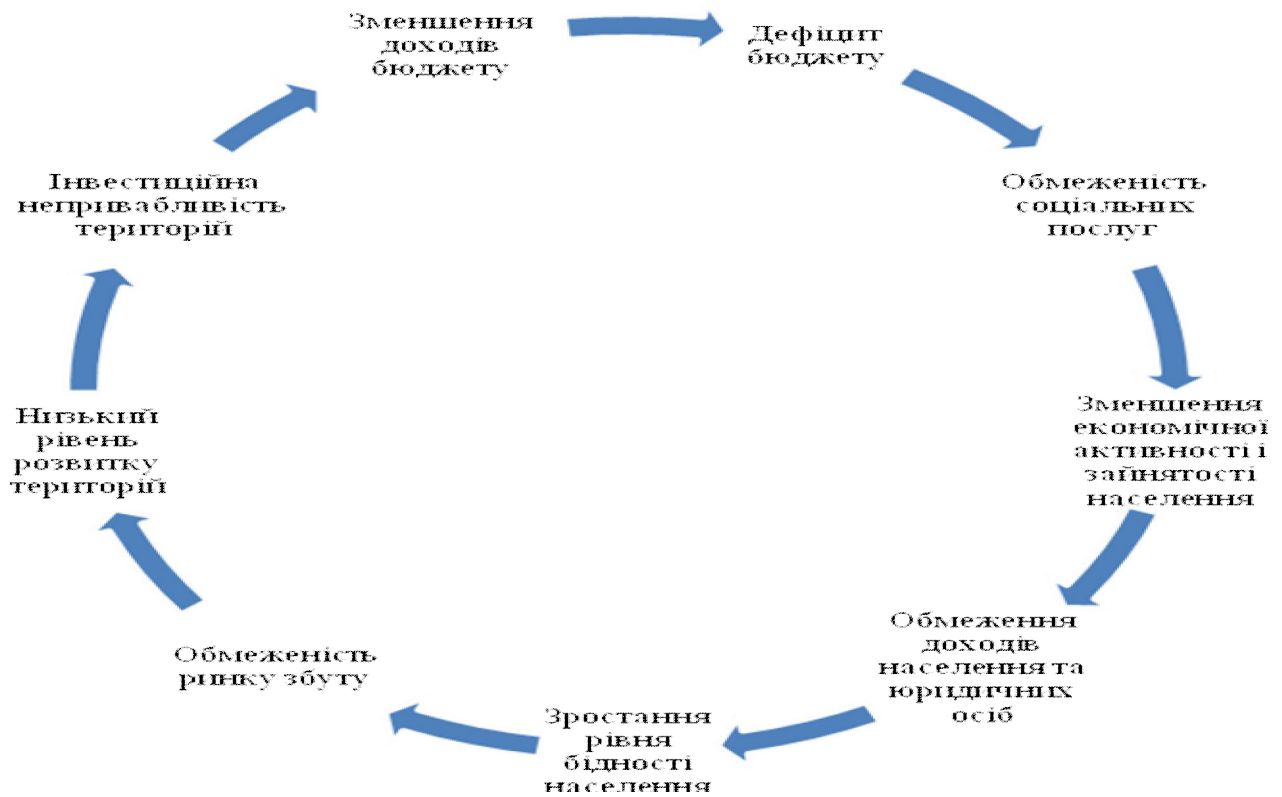 Зменшення
доходів
бюджету
Дефіцит
бюджету
Обмеженість
соціальних
послуг
Зменшення
економічної
активності і
зайнятості
населення
Обмеження
доходів
населення та
юридичних
осіб
Зростання
рівня
бідності
населення
Обмеженість
ринку збуту
Низький
рівень
розвитку
територій
Інвестиційна
непривабливість
територій